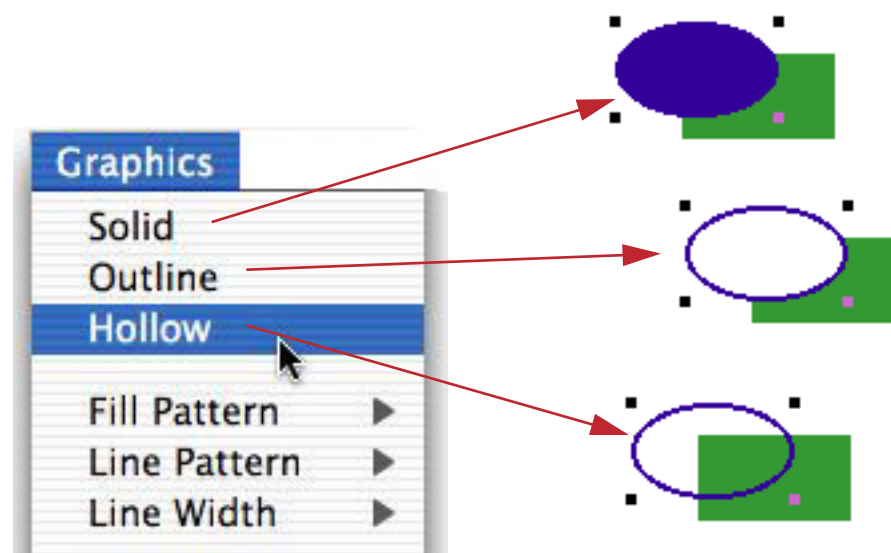 Graphics
Solid
Outline
Hollow
Fill Pattern
Line Pattern
Line Width